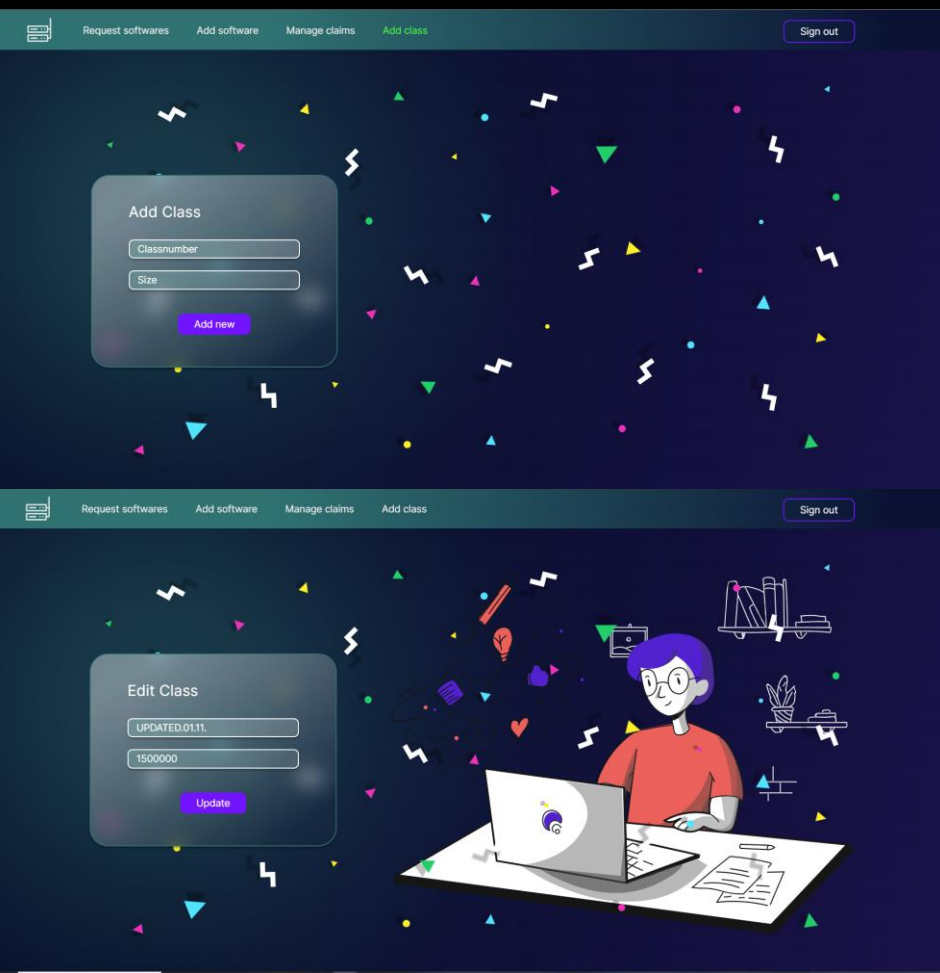 Request softwares Add software Manage claims Add class Sign out
Add Class
Classnumber
Size
Add new
Request softwares Add software Manage claims Add class Sign out
Edit Class
UPDATED.01.11.
1500000
Update